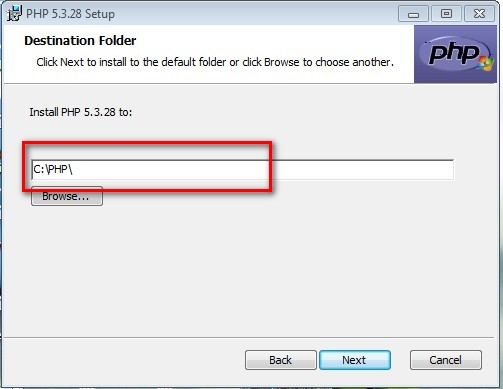 PHP 5.3.28 Setup
Destination Folder
Click Next to install to the default folder or click Browse to choose another.
php
Install PHP 5.3.28 to:
C:\PHP\
Browse...
Back Next Cancel